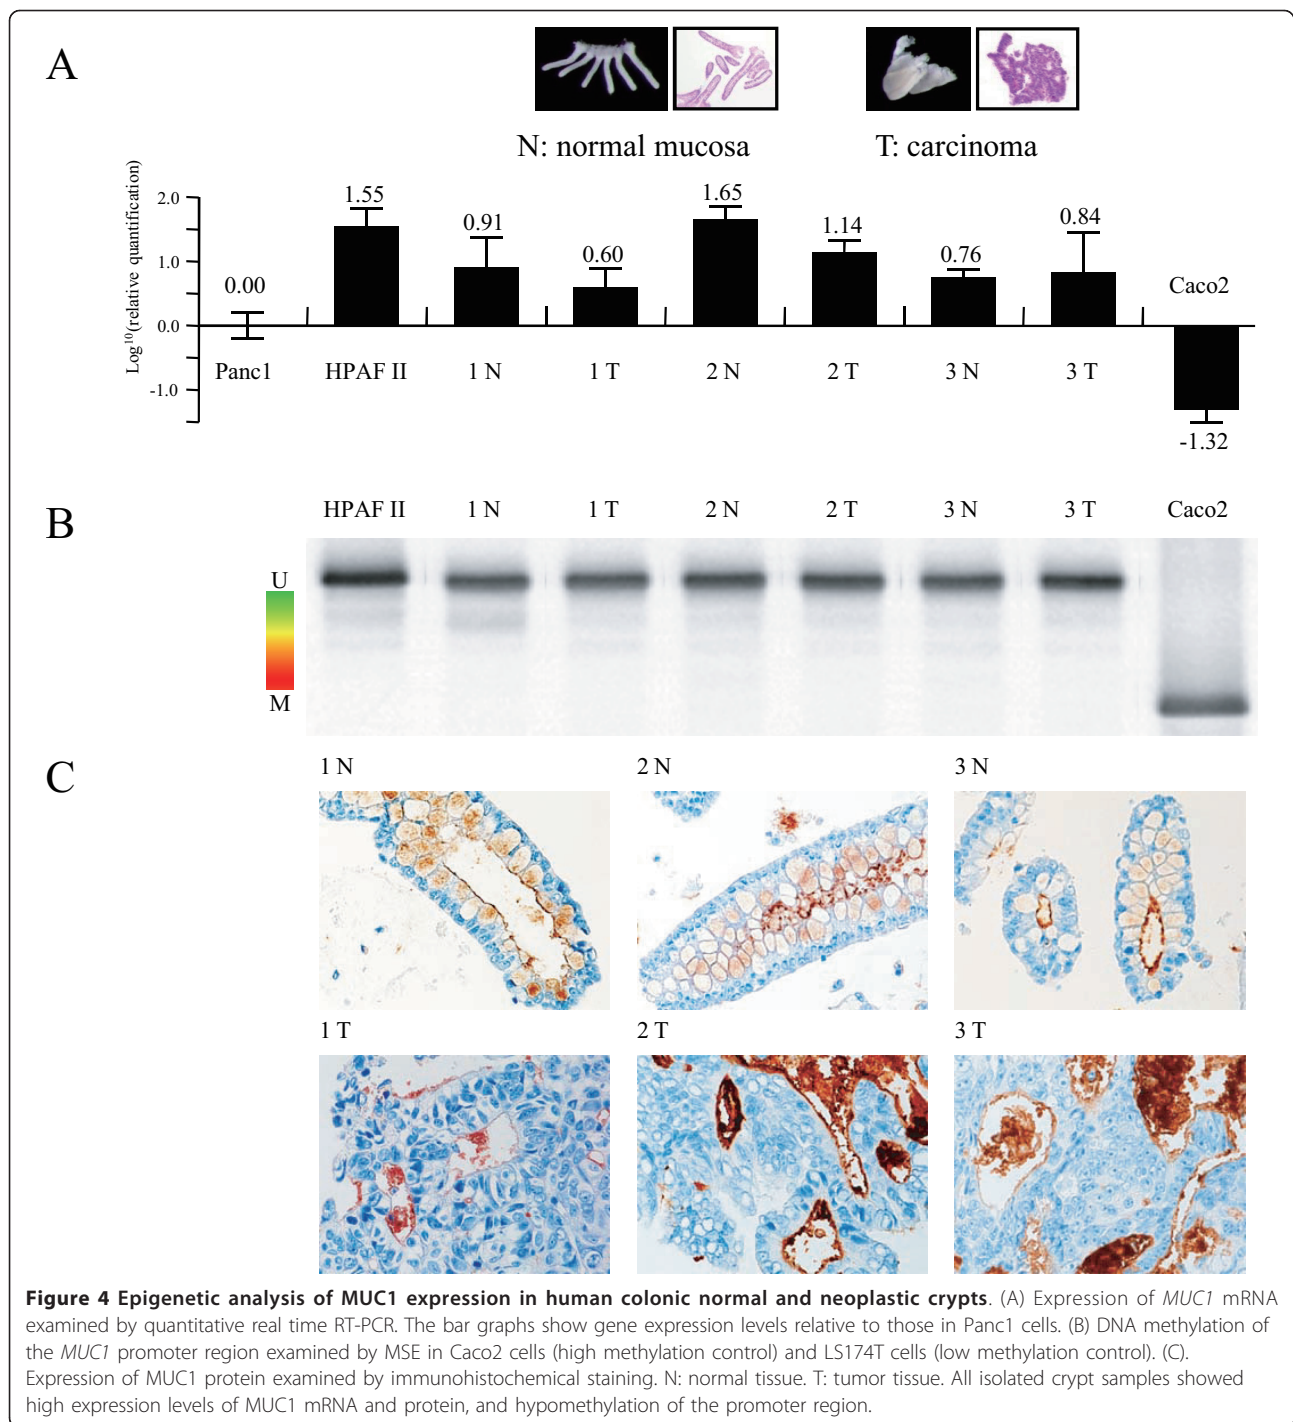 A
N: normal mucosa
T: carcinoma
Log10(relative quantification)
2.0
1.0
0.0
-1.0
0.00
1.55
0.91
0.60
1.65
1.14
0.76
0.84
Caco2
-1.32
Panc1
HPAF II
1 N
1 T
2 N
2 T
3 N
3 T
B
HPAF II
1 N
1 T
2 N
2 T
3 N
3 T
Caco2
U
M
C
1 N
2 N
3 N
1 T
2 T
3 T
Figure 4 Epigenetic analysis of MUC1 expression in human colonic normal and neoplastic crypts. (A) Expression of MUC1 mRNA
examined by quantitative real time RT-PCR. The bar graphs show gene expression levels relative to those in Panc1 cells. (B) DNA methylation of
the MUC1 promoter region examined by MSE in Caco2 cells (high methylation control) and LS174T cells (low methylation control). (C).
Expression of MUC1 protein examined by immunohistochemical staining. N: normal tissue. T: tumor tissue. All isolated crypt samples showed
high expression levels of MUC1 mRNA and protein, and hypomethylation of the promoter region.